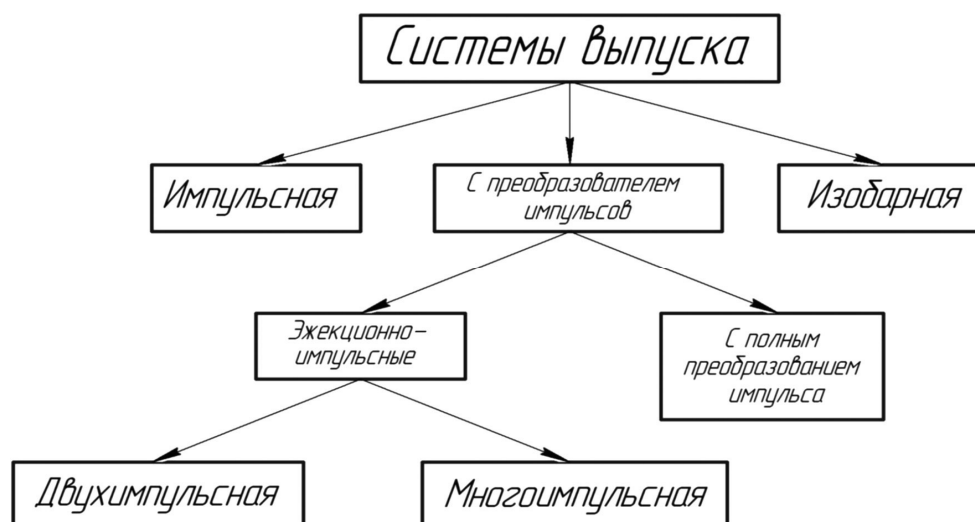 Системы выпуска
Импульсная
С преобразователем
импульсов
Изобарная
Эжекционно-
импульсные
С полным
преобразованием
импульса
Двухимпульсная
Многоимпульсная